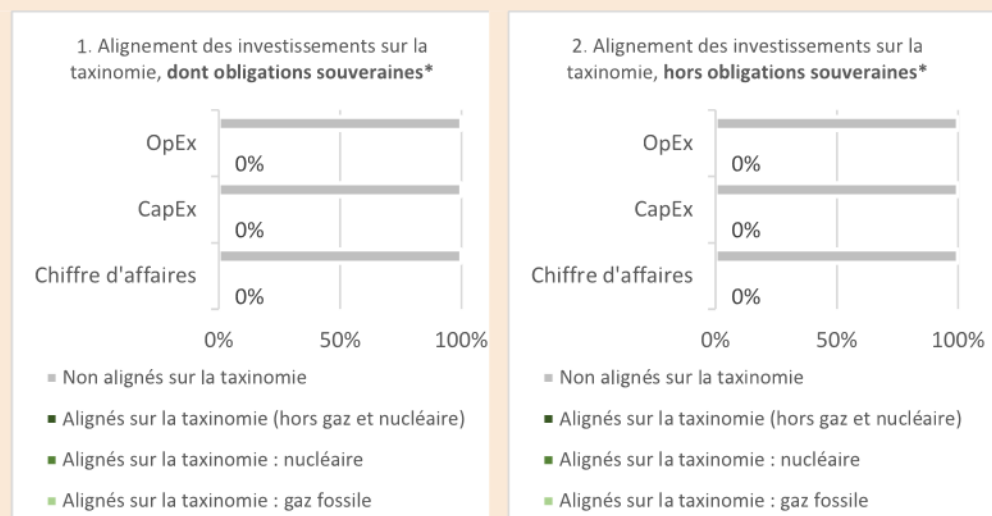 1. Alignement des investissements sur la
taxinomie, dont obligations souveraines*
OpEx
0%
CapEx
0%
Chiffre d'affaires
0%
0% 50% 100%
Non alignés sur la taxinomie
Alignés sur la taxinomie (hors gaz et nucléaire)
Alignés sur la taxinomie : nucléaire
Alignés sur la taxinomie : gaz fossile
2. Alignement des investissements sur la
taxinomie, hors obligations souveraines*
OpEx
0%
CapEx
0%
Chiffre d'affaires
0%
0% 50% 100%
Non alignés sur la taxinomie
Alignés sur la taxinomie (hors gaz et nucléaire)
Alignés sur la taxinomie : nucléaire
Alignés sur la taxinomie : gaz fossile